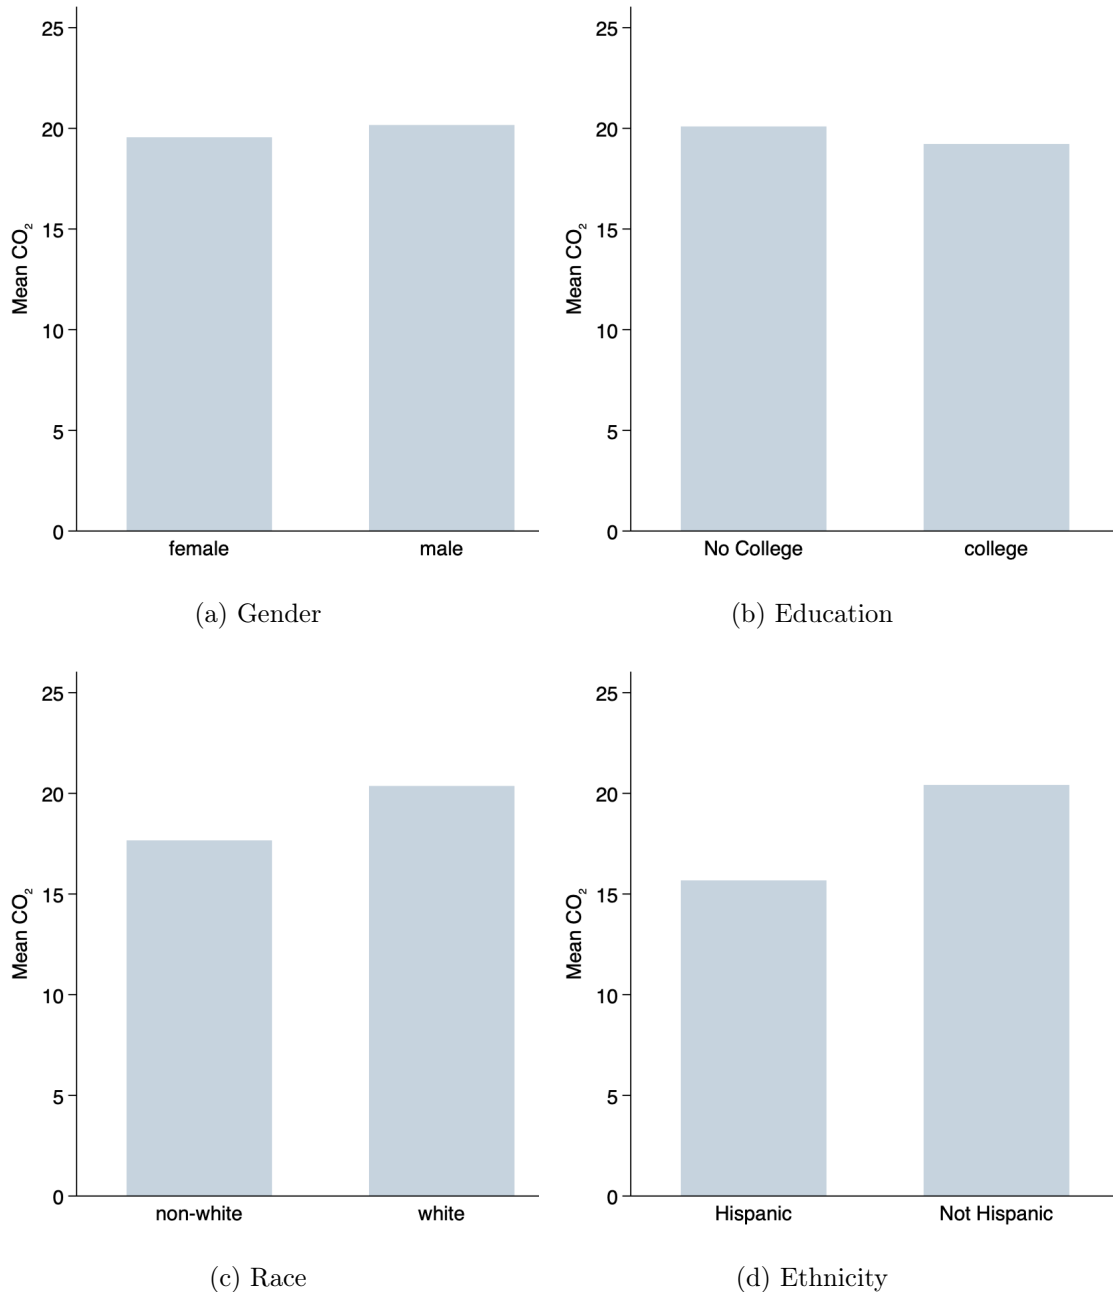 25
20
15
10
5
0
Mean CO₂
female male
(a) Gender
25
20
15
10
5
0
Mean CO₂
No College college
(b) Education
25
20
15
10
5
0
Mean CO₂
non-white white
(c) Race
25
20
15
10
5
0
Mean CO₂
Hispanic Not Hispanic
(d) Ethnicity